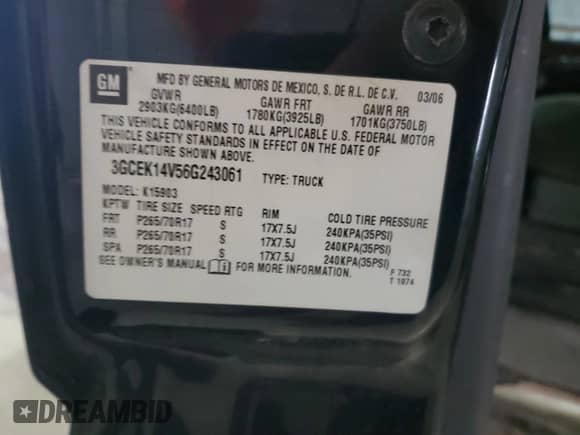 GM
MFD BY GENERAL MOTORS DE MEXICO, S. DE R.L. DE C.V. 03/06
GVWR GAWR FRT GAWR RR
2903KG(6400LB) 1780KG(3925LB) 1701KG(3750LB)
THIS VEHICLE CONFORMS TO ALL APPLICABLE U.S. FEDERAL MOTOR
VEHICLE SAFETY STANDARDS IN EFFECT ON THE DATE OF
MANUFACTURE SHOWN ABOVE.
3GCEK14V56G243061 TYPE: TRUCK
MODEL: K15903
KPTW TIRE SIZE SPEED RTG RIM COLD TIRE PRESEK
FRT P265/70R17 S 17X7.5J 240KPA(35PSI)
RR P265/70R17 S 17X7.5J 240KPA(35PSI)
SPA P265/70R17 S 17X7.5J 240KPA(35PSI)
SEE OWNER'S MANUAL FOR MORE INFORMATION.
F 732
T 1074
DREAMBID